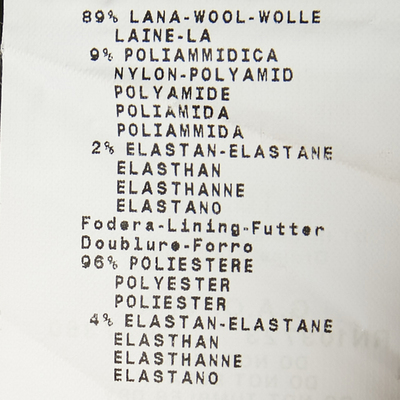 89% LANA-WOOL-WOLLE
LAINE-LA
9% POLIAMMIDICA
NYLON-POLYAMID
POLYAMIDE
POLIAMIDA
POLIAMMIDA
2% ELASTAN-ELASTANE
ELASTHAN
ELASTHANNE
ELASTANO
Fodera-Lining-Futter
Doublure-Forro
96% POLIESTERE
POLYESTER
POLIESTER
4% ELASTAN-ELASTANE
ELASTHAN
ELASTHANNE
ELASTANO